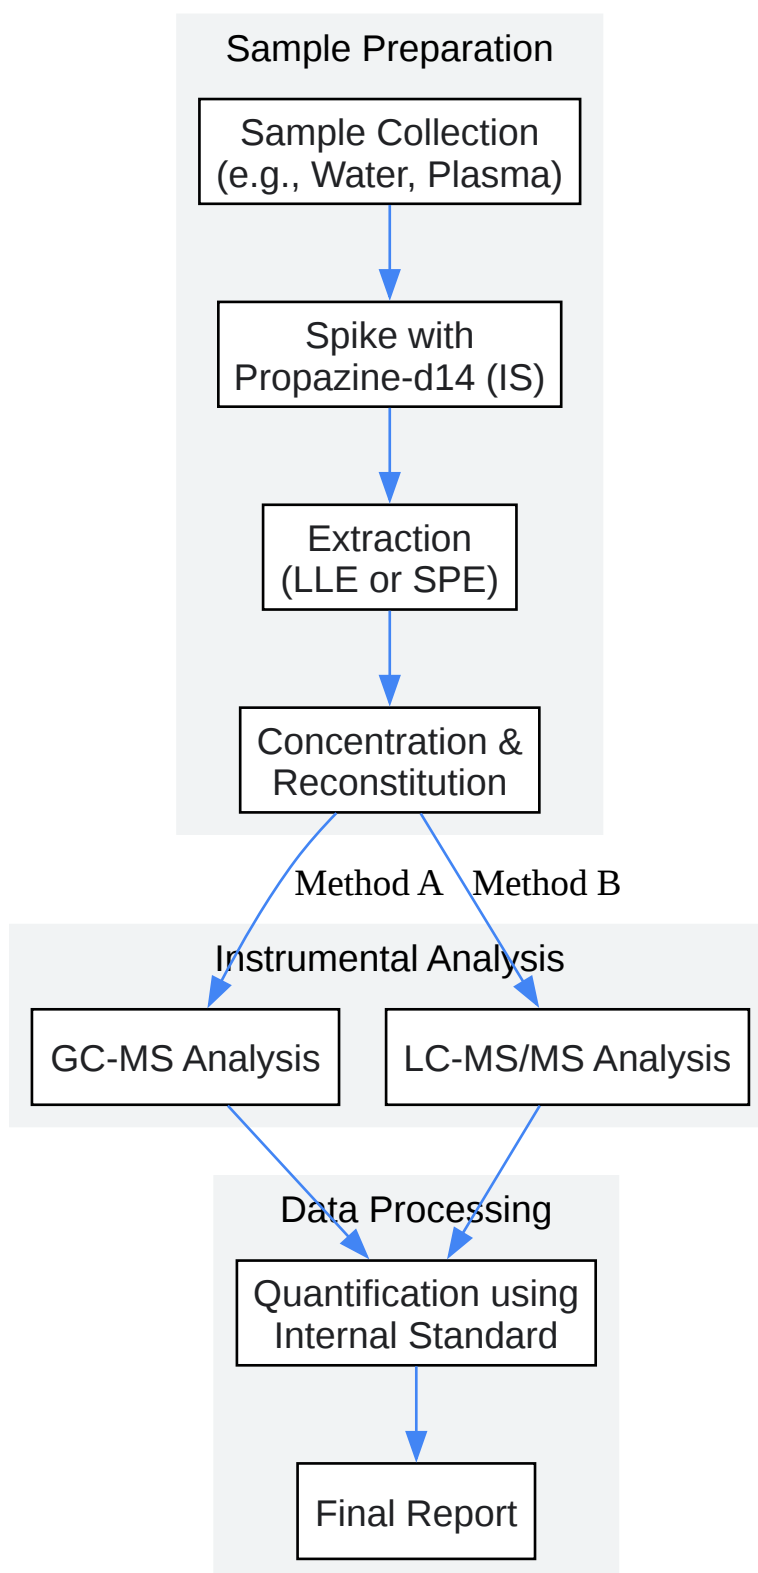 Sample Preparation
Sample Collection
(e.g., Water, Plasma)
Spike with
Propazine-d14 (IS)
Extraction
(LLE or SPE)
Concentration &
Reconstitution
Method A
Method B
Instrumental Analysis
GC-MS Analysis
LC-MS/MS Analysis
Data Processing
Quantification using
Internal Standard
Final Report